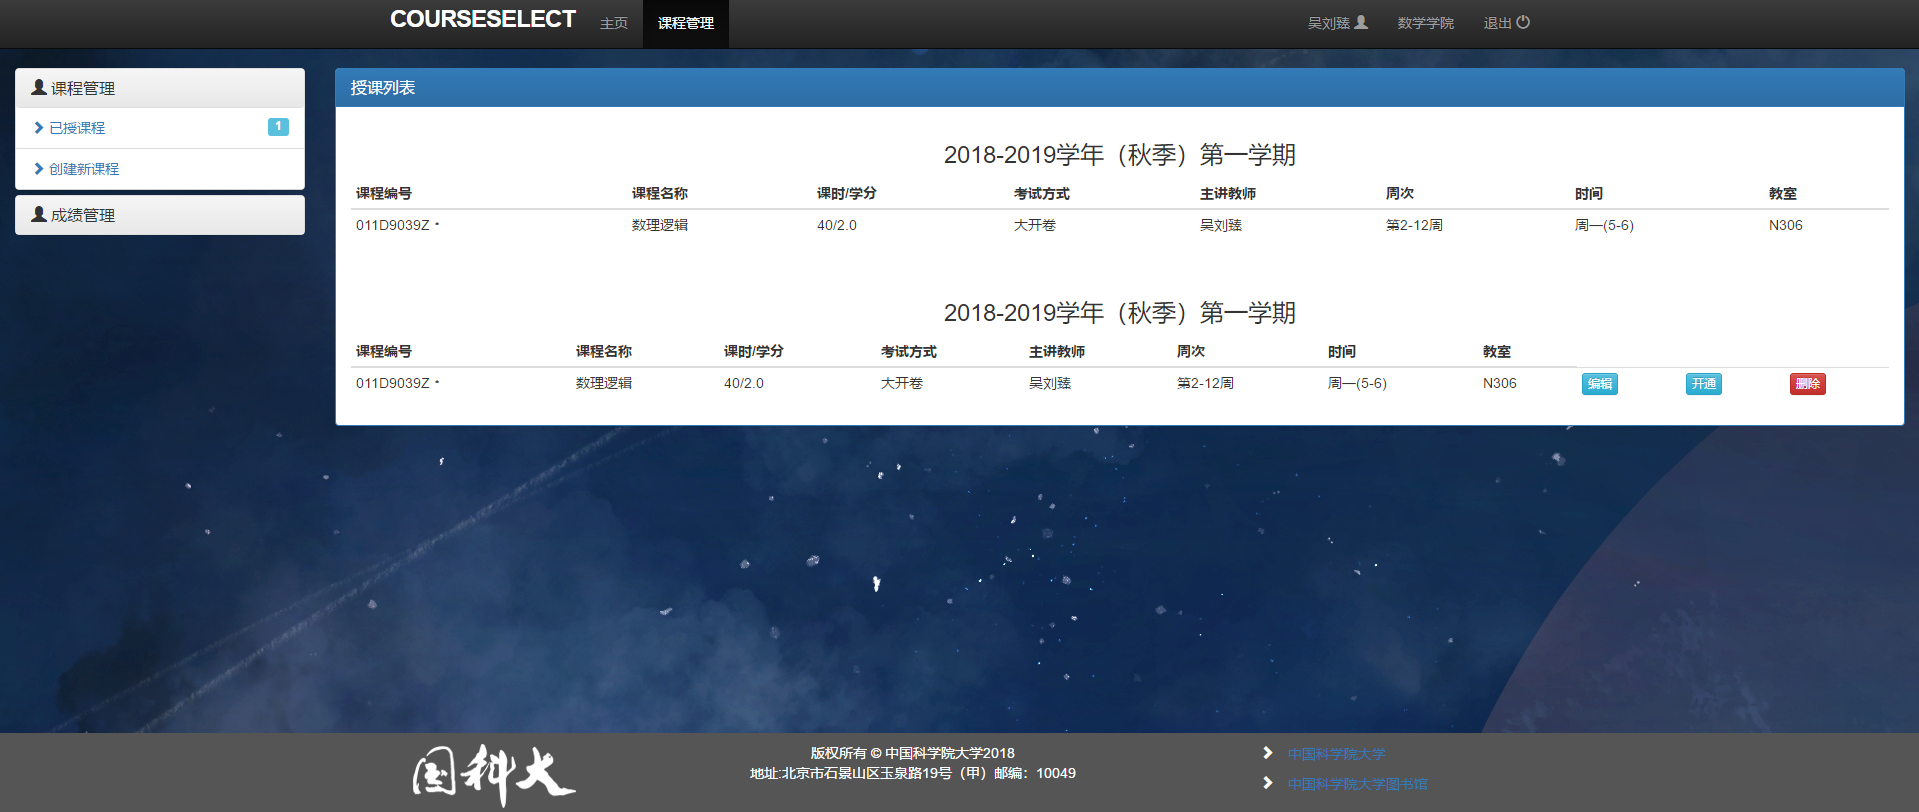 COURSESELECT 主页 课程管理 吴刘臻 数学学院 退出
课程管理
已授课程 1
创建新课程
成绩管理
授课列表
2018-2019学年（秋季）第一学期
课程编号 课程名称 课时/学分 考试方式 主讲教师 周次 时间 教室
011D9039Z * 数理逻辑 40/2.0 大开卷 吴刘臻 第2-12周 周一(5-6) N306
2018-2019学年（秋季）第一学期
课程编号 课程名称 课时/学分 考试方式 主讲教师 周次 时间 教室
011D9039Z * 数理逻辑 40/2.0 大开卷 吴刘臻 第2-12周 周一(5-6) N306 编辑 开通 删除
国科大
版权所有 © 中国科学院大学2018
地址:北京市石景山区玉泉路19号（甲）邮编：10049
中国科学院大学
中国科学院大学图书馆